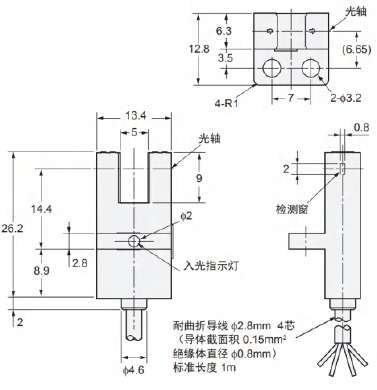 光轴
6.3
12.8
(6.65)
3.5
4-R1
7
2-φ3.2
13.4
5
光轴
0.8
9
2
14.4
φ2
检测窗
26.2
2.8
入光指示灯
8.9
2
耐曲折导线 φ2.8mm 4芯
(导体截面积 0.15mm²
绝缘体直径 φ0.8mm)
标准长度 1m
φ4.6